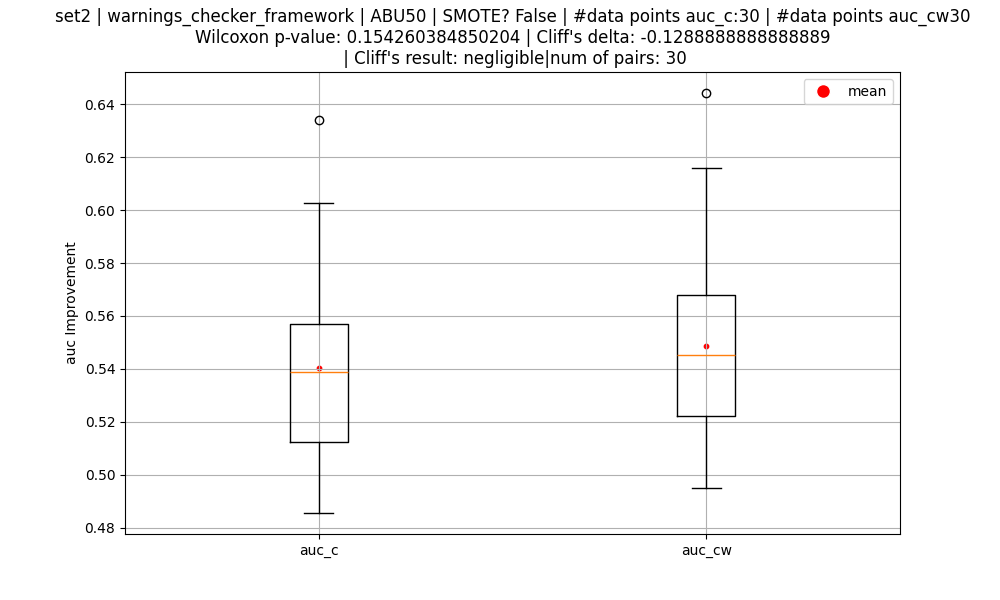 set2 | warnings_checker_framework | ABU50 | SMOTE? False | #data points auc_c:30 | #data points auc_cw30
Wilcoxon p-value: 0.154260384850204 | Cliff's delta: -0.1288888888888889
| Cliff's result: negligible|num of pairs: 30
mean
auc Improvement
0.64
0.62
0.60
0.58
0.56
0.54
0.52
0.50
0.48
auc_c
auc_cw